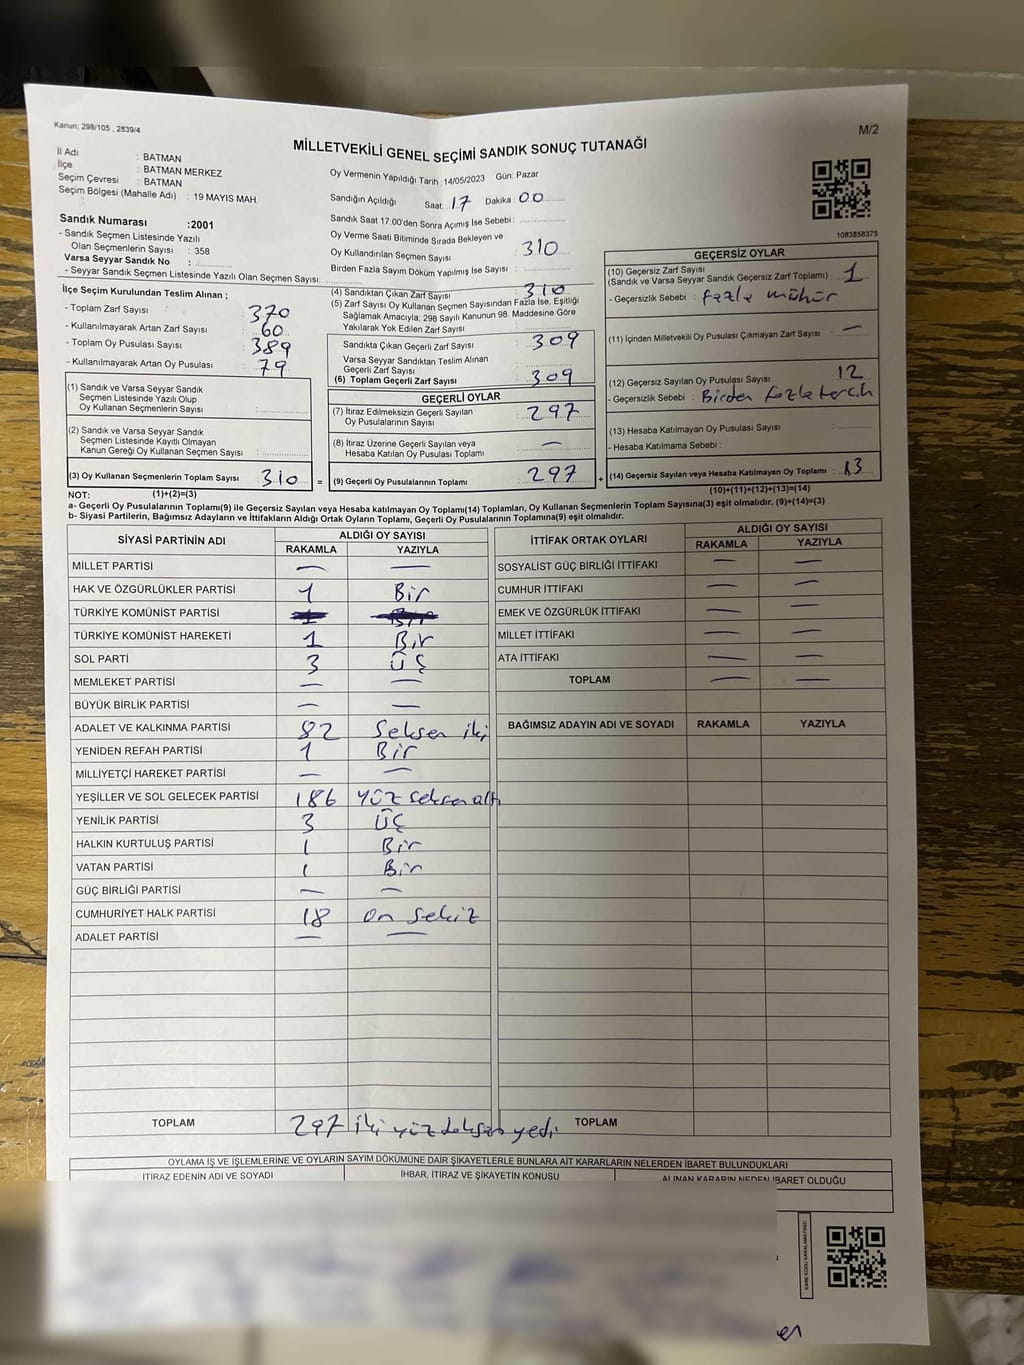 Kanun; 298/105 , 2839/4
M/2
MİLLETVEKİLİ GENEL SEÇİMİ SANDIK SONUÇ TUTANAĞI
İl Adı : BATMAN
İlçe : BATMAN MERKEZ
Seçim Çevresi : BATMAN
Seçim Bölgesi (Mahalle Adı) : 19 MAYIS MAH.
Sandık Numarası :2001
- Sandık Seçmen Listesinde Yazılı
Olan Seçmenlerin Sayısı : 358
Varsa Seyyar Sandık No :
- Seyyar Sandık Seçmen Listesinde Yazılı Olan Seçmen Sayısı :
Oy Vermenin Yapıldığı Tarih :14/05/2023 Gün: Pazar
Sandığın Açıldığı Saat: 17 Dakika : 00
Sandık Saat 17:00'den Sonra Açımış İse Sebebi :
Oy Verme Saati Bitiminde Sırada Bekleyen ve
Oy Kullandırılan Seçmen Sayısı : 310
Birden Fazla Sayım Döküm Yapılmış İse Sayısı :
1083858375
İlçe Seçim Kurulundan Teslim Alınan ;
- Toplam Zarf Sayısı : 370
- Kullanılmayarak Artan Zarf Sayısı : 60
- Toplam Oy Pusulası Sayısı : 389
- Kullanılmayarak Artan Oy Pusulası : 79
(1) Sandık ve Varsa Seyyar Sandık
Seçmen Listesinde Yazılı Olup
Oy Kullanan Seçmenlerin Sayısı :
(2) Sandık ve Varsa Seyyar Sandık
Seçmen Listesinde Kayıtlı Olmayan
Kanun Gereği Oy Kullanan Seçmen Sayısı :
(3) Oy Kullanan Seçmenlerin Toplam Sayısı : 310 =
(4) Sandıktan Çıkan Zarf Sayısı : 310
(5) Zarf Sayısı Oy Kullanan Seçmen Sayısından Fazla İse, Eşitliği
Sağlamak Amacıyla; 298 Sayılı Kanunun 98. Maddesine Göre
Yakılarak Yok Edilen Zarf Sayısı :
Sandıkta Çıkan Geçerli Zarf Sayısı : 309
Varsa Seyyar Sandıktan Teslim Alınan
Geçerli Zarf Sayısı :
(6) Toplam Geçerli Zarf Sayısı : 309
GEÇERLİ OYLAR
(7) İtiraz Edilmeksizin Geçerli Sayılan
Oy Pusulalarının Sayısı : 297
(8) İtiraz Üzerine Geçerli Sayılan veya
Hesaba Katılan Oy Pusulası Toplamı : —
(9) Geçerli Oy Pusulalarının Toplamı : 297 +
GEÇERSİZ OYLAR
(10) Geçersiz Zarf Sayısı
(Sandık ve Varsa Seyyar Sandık Geçersiz Zarf Toplamı) : 1
- Geçersizlik Sebebi : fazla mühür
(11) İçinden Milletvekili Oy Pusulası Çıkmayan Zarf Sayısı : —
(12) Geçersiz Sayılan Oy Pusulası Sayısı : 12
- Geçersizlik Sebebi : Birden fazla tercih
(13) Hesaba Katılmayan Oy Pusulası Sayısı :
- Hesaba Katılmama Sebebi :
(14) Geçersiz Sayılan veya Hesaba Katılmayan Oy Toplamı : 13
NOT: (1)+(2)=(3)
(10)+(11)+(12)+(13)=(14)
a- Geçerli Oy Pusulalarının Toplamı(9) ile Geçersiz Sayılan veya Hesaba katılmayan Oy Toplamı(14) Toplamları, Oy Kullanan Seçmenlerin Toplam Sayısına(3) eşit olmalıdır. (9)+(14)=(3)
b- Siyasi Partilerin, Bağımsız Adayların ve İttifakların Aldığı Ortak Oyların Toplamı, Geçerli Oy Pusulalarının Toplamına(9) eşit olmalıdır.
SİYASİ PARTİNİN ADI ALDIĞI OY SAYISI
RAKAMLA YAZIYLA
MİLLET PARTİSİ — —
HAK VE ÖZGÜRLÜKLER PARTİSİ 1 Bir
TÜRKİYE KOMÜNİST PARTİSİ
TÜRKİYE KOMÜNİST HAREKETİ 1 Bir
SOL PARTİ 3 ÜÇ
MEMLEKET PARTİSİ — —
BÜYÜK BİRLİK PARTİSİ — —
ADALET VE KALKINMA PARTİSİ 82 Seksen iki
YENİDEN REFAH PARTİSİ 1 Bir
MİLLİYETÇİ HAREKET PARTİSİ — —
YEŞİLLER VE SOL GELECEK PARTİSİ 186 Yüz seksen altı
YENİLİK PARTİSİ 3 ÜÇ
HALKIN KURTULUŞ PARTİSİ 1 Bir
VATAN PARTİSİ 1 Bir
GÜÇ BİRLİĞİ PARTİSİ — —
CUMHURİYET HALK PARTİSİ 18 on sekiz
ADALET PARTİSİ — —
TOPLAM 297 iki yüz doksan yedi
İTTİFAK ORTAK OYLARI ALDIĞI OY SAYISI
RAKAMLA YAZIYLA
SOSYALİST GÜÇ BİRLİĞİ İTTİFAKI — —
CUMHUR İTTİFAKI — —
EMEK VE ÖZGÜRLÜK İTTİFAKI — —
MİLLET İTTİFAKI — —
ATA İTTİFAKI — —
TOPLAM — —
BAĞIMSIZ ADAYIN ADI VE SOYADI RAKAMLA YAZIYLA
TOPLAM
OYLAMA İŞ VE İŞLEMLERİNE VE OYLARIN SAYIM DÖKÜMÜNE DAİR ŞİKAYETLERLE BUNLARA AİT KARARLARIN NELERDEN İBARET BULUNDUKLARI
İTİRAZ EDENİN ADI VE SOYADI İHBAR, İTİRAZ VE ŞİKAYETİN KONUSU ALINAN KARARIN NEDEN İBARET OLDUĞU